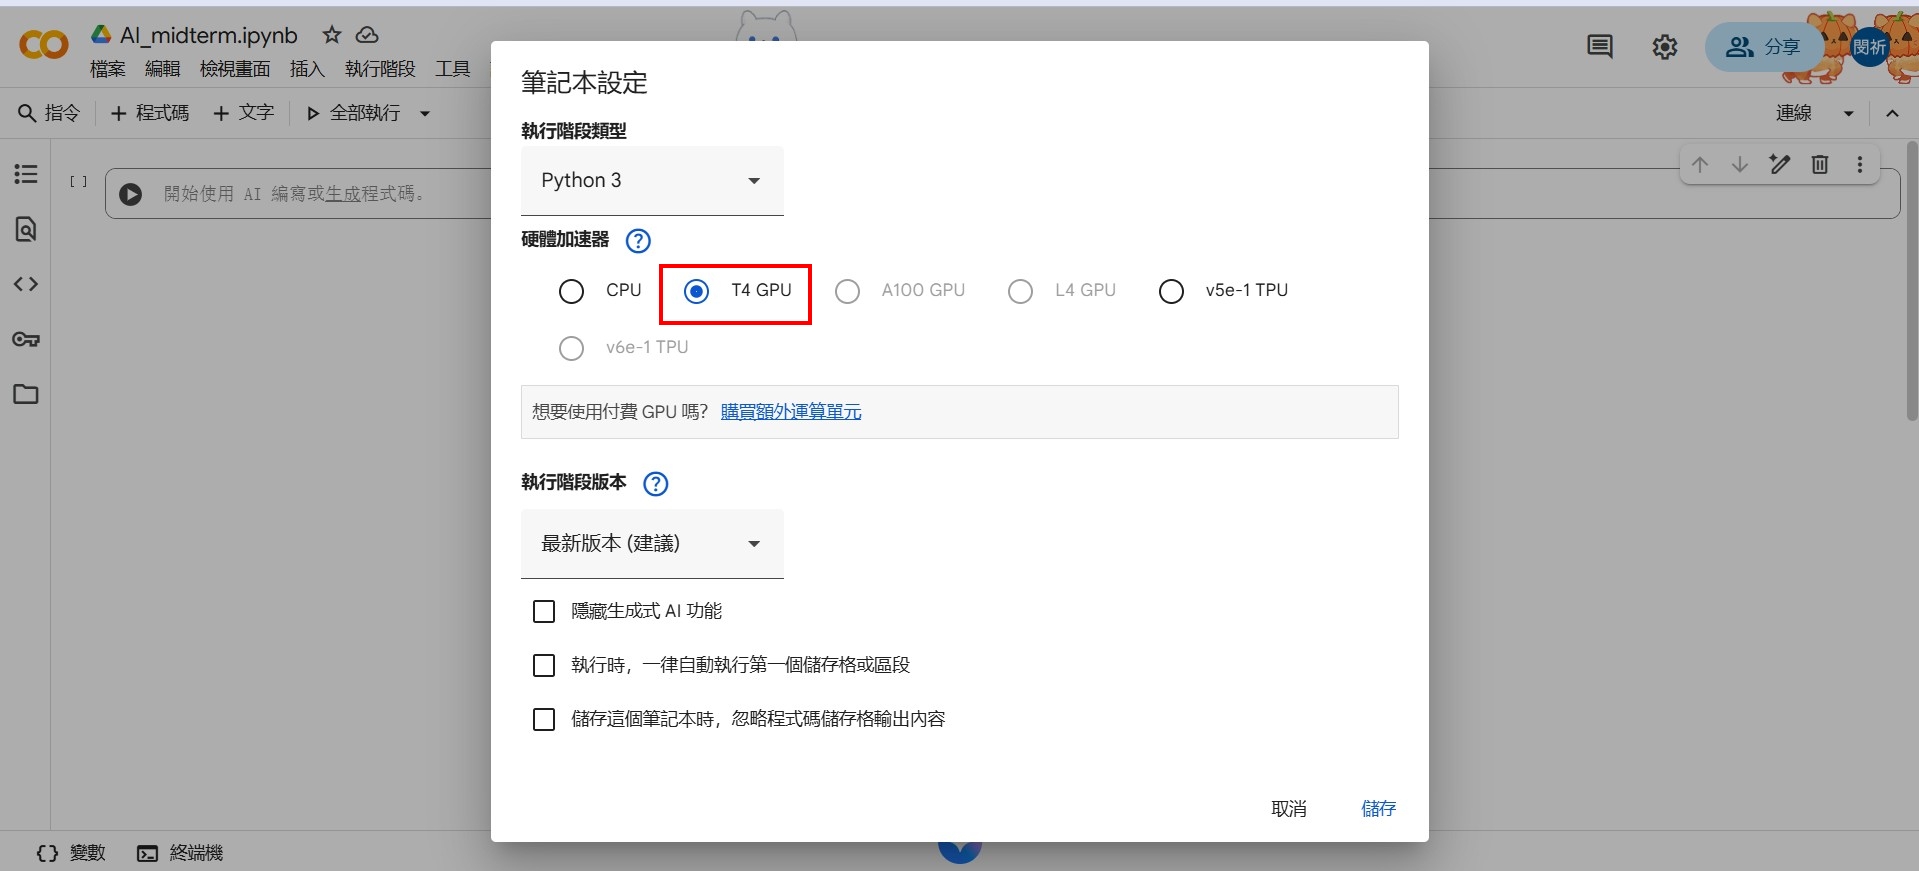 AI_midterm.ipynb
檔案 編輯 檢視畫面 插入 執行階段 工具
分享
閔祈
指令 程式碼 文字 全部執行
連線
[ ] 開始使用 AI 編寫或生成程式碼。
筆記本設定
執行階段類型
Python 3
硬體加速器
CPU T4 GPU A100 GPU L4 GPU v5e-1 TPU
v6e-1 TPU
想要使用付費 GPU 嗎? 購買額外運算單元
執行階段版本
最新版本 (建議)
隱藏生成式 AI 功能
執行時,一律自動執行第一個儲存格或區段
儲存這個筆記本時,忽略程式碼儲存格輸出內容
取消 儲存
變數 終端機